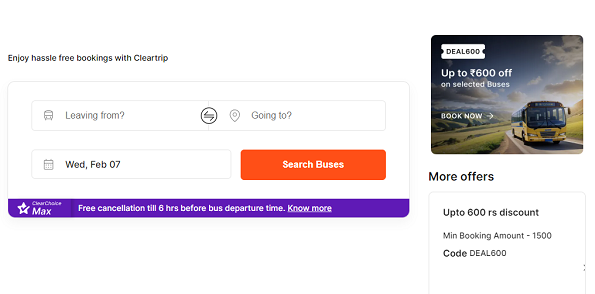 Enjoy hassle free bookings with Cleartrip
Leaving from?
Going to?
Wed, Feb 07
Search Buses
ClearChoice
Max
Free cancellation till 6 hrs before bus departure time. Know more
DEAL600
Up to ₹600 off
on selected Buses
BOOK NOW
More offers
Upto 600 rs discount
Min Booking Amount - 1500
Code DEAL600